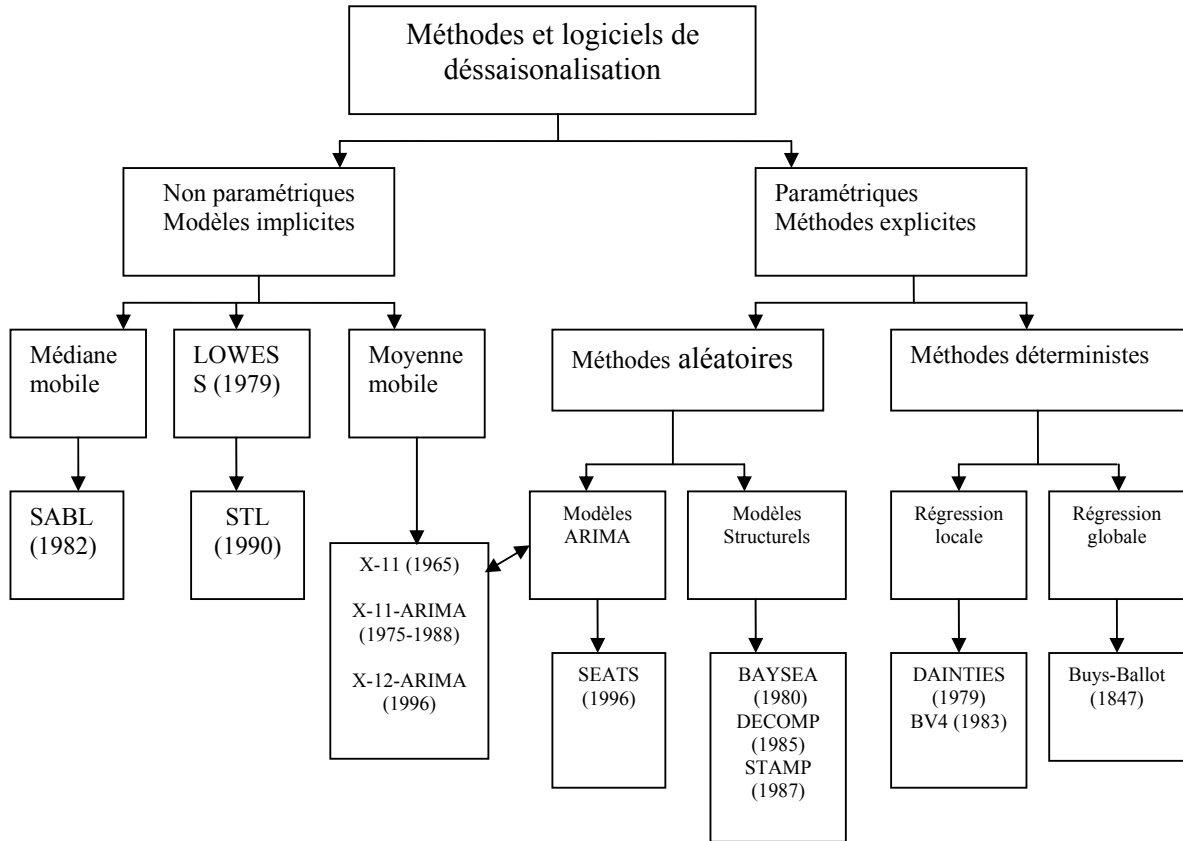 Méthodes et logiciels de
déssaisonalisation
Non paramétriques
Modèles implicites
Paramétriques
Méthodes explicites
Médiane
mobile
LOWES
S (1979)
Moyenne
mobile
Méthodes aléatoires
Méthodes déterministes
SABL
(1982)
STL
(1990)
X-11 (1965)
X-11-ARIMA
(1975-1988)
X-12-ARIMA
(1996)
Modèles
ARIMA
Modèles
Structurels
Régression
locale
Régression
globale
SEATS
(1996)
BAYSEA
(1980)
DECOMP
(1985)
STAMP
(1987)
DAINTIES
(1979)
BV4 (1983)
Buys-Ballot
(1847)